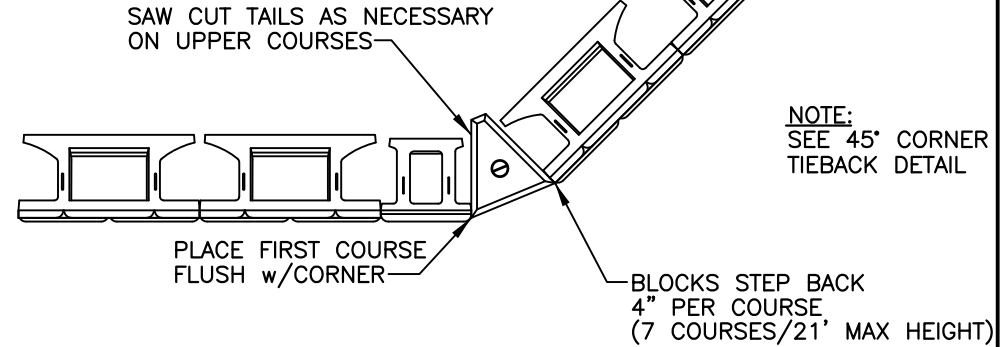 SAW CUT TAILS AS NECESSARY
ON UPPER COURSES
NOTE:
SEE 45° CORNER
TIEBACK DETAIL
PLACE FIRST COURSE
FLUSH w/CORNER
BLOCKS STEP BACK
4" PER COURSE
(7 COURSES/21' MAX HEIGHT)